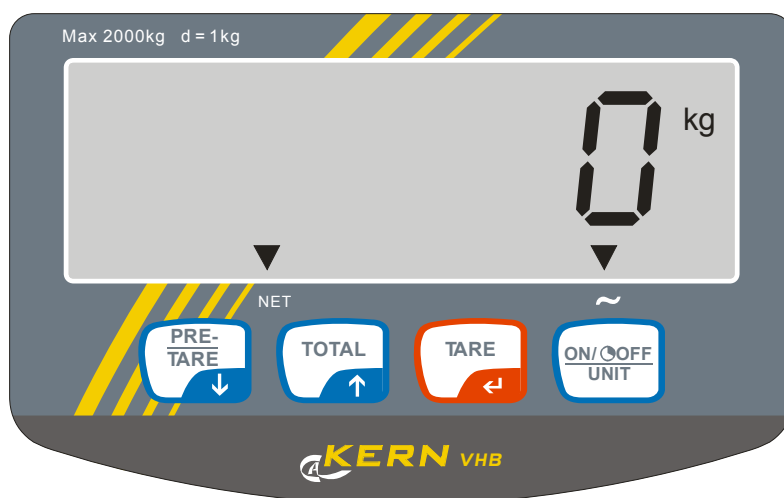 Max 2000kg d = 1kg
0 kg
NET ~
PRE-
TARE
TOTAL
TARE
ON/ OFF
UNIT
KERN VHB